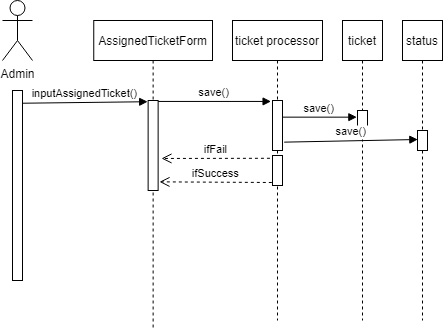 AssignedTicketForm
ticket processor
ticket
status
Admin
inputAssignedTicket()
save()
save()
save()
ifFail
ifSuccess